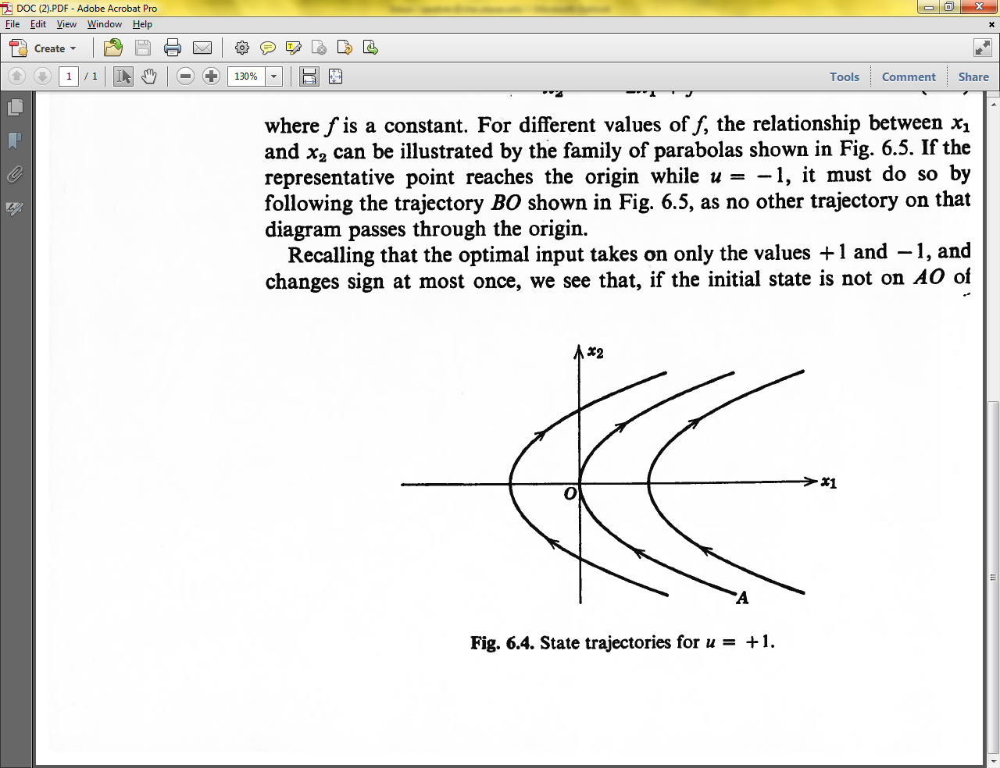 DOC (2).PDF - Adobe Acrobat Pro
File Edit View Window Help
Create
1 / 1 130% Tools Comment Share
where f is a constant. For different values of f, the relationship between x₁
and x₂ can be illustrated by the family of parabolas shown in Fig. 6.5. If the
representative point reaches the origin while u = −1, it must do so by
following the trajectory BO shown in Fig. 6.5, as no other trajectory on that
diagram passes through the origin.
Recalling that the optimal input takes on only the values +1 and −1, and
changes sign at most once, we see that, if the initial state is not on AO of
x₂
x₁
O
A
Fig. 6.4. State trajectories for u = +1.